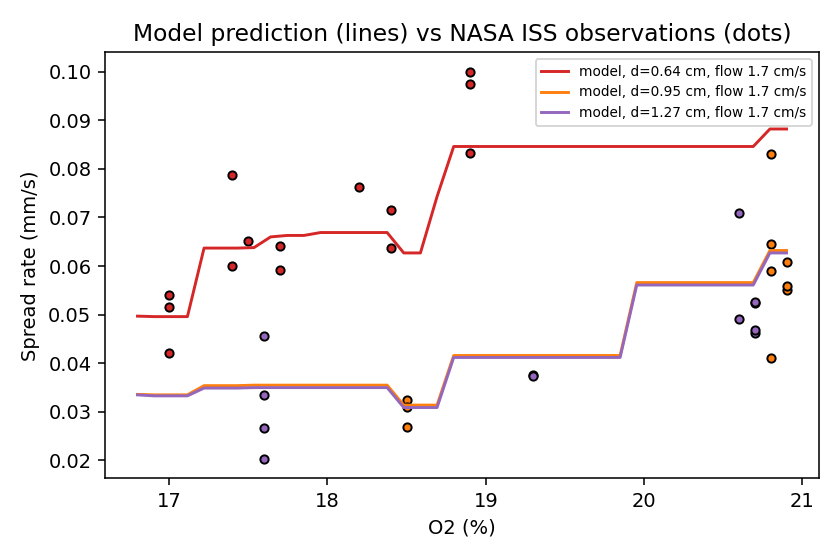 Model prediction (lines) vs NASA ISS observations (dots)
model, d=0.64 cm, flow 1.7 cm/s
model, d=0.95 cm, flow 1.7 cm/s
model, d=1.27 cm, flow 1.7 cm/s
Spread rate (mm/s)
0.10
0.09
0.08
0.07
0.06
0.05
0.04
0.03
0.02
17 18 19 20 21
O2 (%)